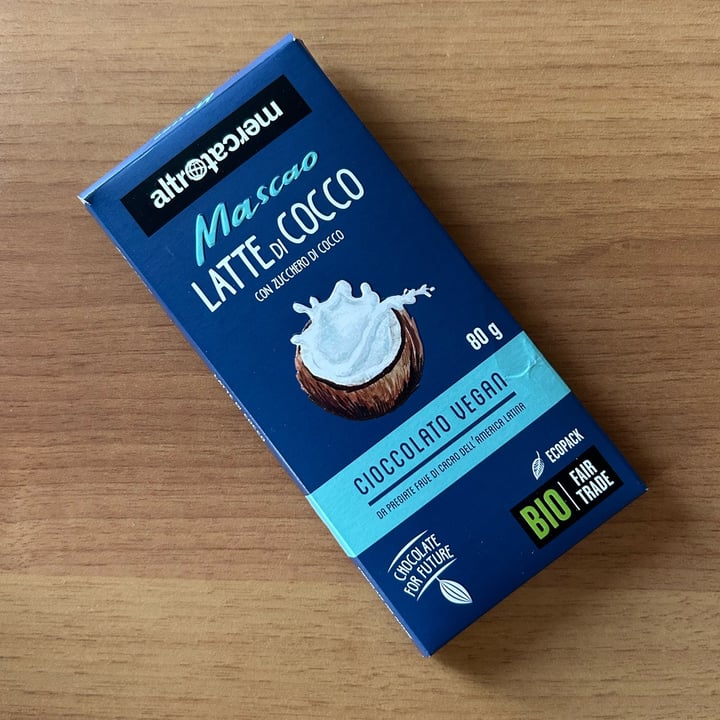 altromercato
Mascao
LATTE DI COCCO
CON ZUCCHERO DI COCCO
80 g
CIOCCOLATO VEGAN
DA PREGIATE FAVE DI CACAO DELL'AMERICA LATINA
ECOPACK
BIO
FAIR
TRADE
CHOCOLATE
FOR FUTURE